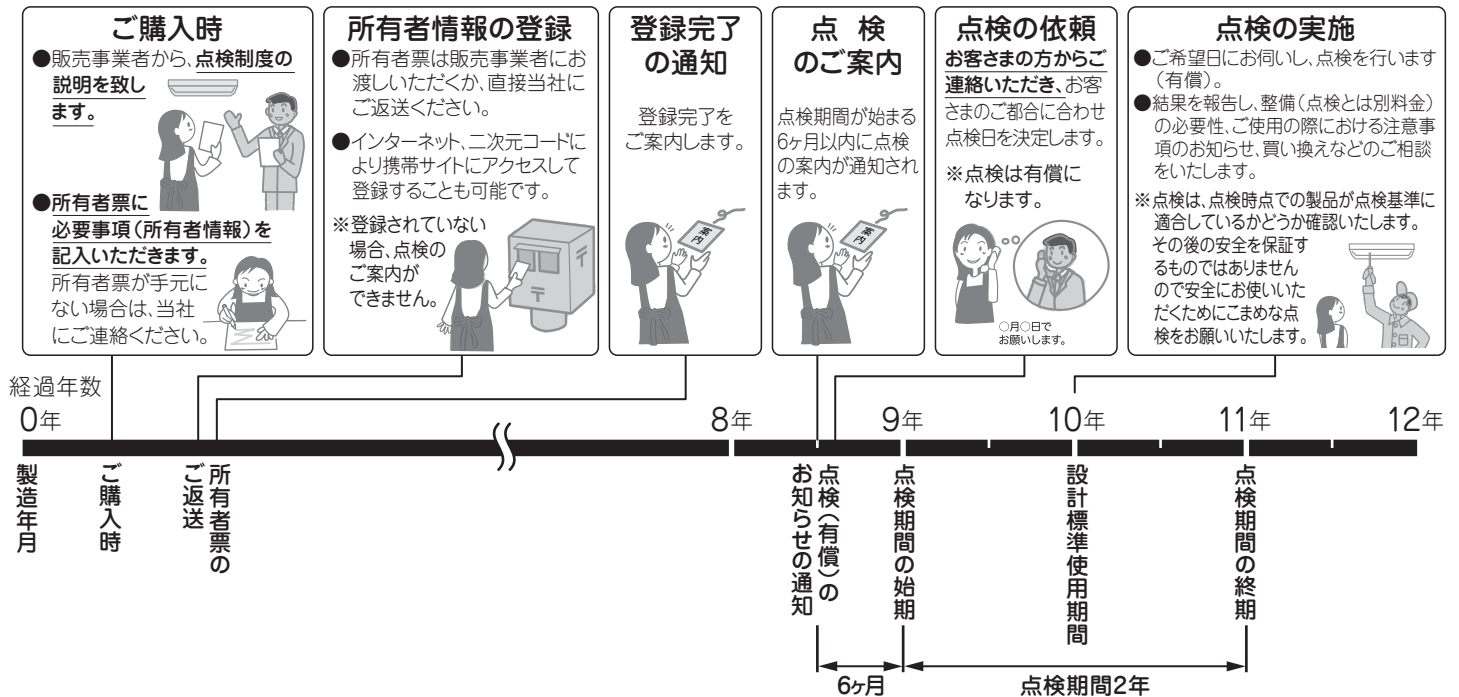 ご購入時
●販売事業者から、点検制度の
説明を致し
ます。
●所有者票に
必要事項(所有者情報)を
記入いただきます。
所有者票が手元に
ない場合は、当社
にご連絡ください。
所有者情報の登録
●所有者票は販売事業者にお
渡しいただくか、直接当社に
ご返送ください。
●インターネット、二次元コードに
より携帯サイトにアクセスして
登録することも可能です。
※登録されていない
場合、点検の
ご案内が
できません。
〒
〒
登録完了
の通知
登録完了を
ご案内します。
案内
点 検
のご案内
点検期間が始まる
6ヶ月以内に点検
の案内が通知され
ます。
案内
点検の依頼
お客さまの方からご
連絡いただき、お客
さまのご都合に合わせ
点検日を決定します。
※点検は有償に
なります。
○月○日で
お願いします。
点検の実施
●ご希望日にお伺いし、点検を行います
(有償)。
●結果を報告し、整備(点検とは別料金)
の必要性、ご使用の際における注意事
項のお知らせ、買い換えなどのご相談
をいたします。
※点検は、点検時点での製品が点検基準に
適合しているかどうか確認いたします。
その後の安全を保証す
るものではありません
ので安全にお使いいた
だくためにこまめな点
検をお願いいたします。
経過年数
0年
8年
9年
10年
11年
12年
製造年月
ご購入時
所有者票の
ご返送
点検(有償)の
お知らせの通知
点検期間の始期
設計標準使用期間
点検期間の終期
6ヶ月
点検期間2年